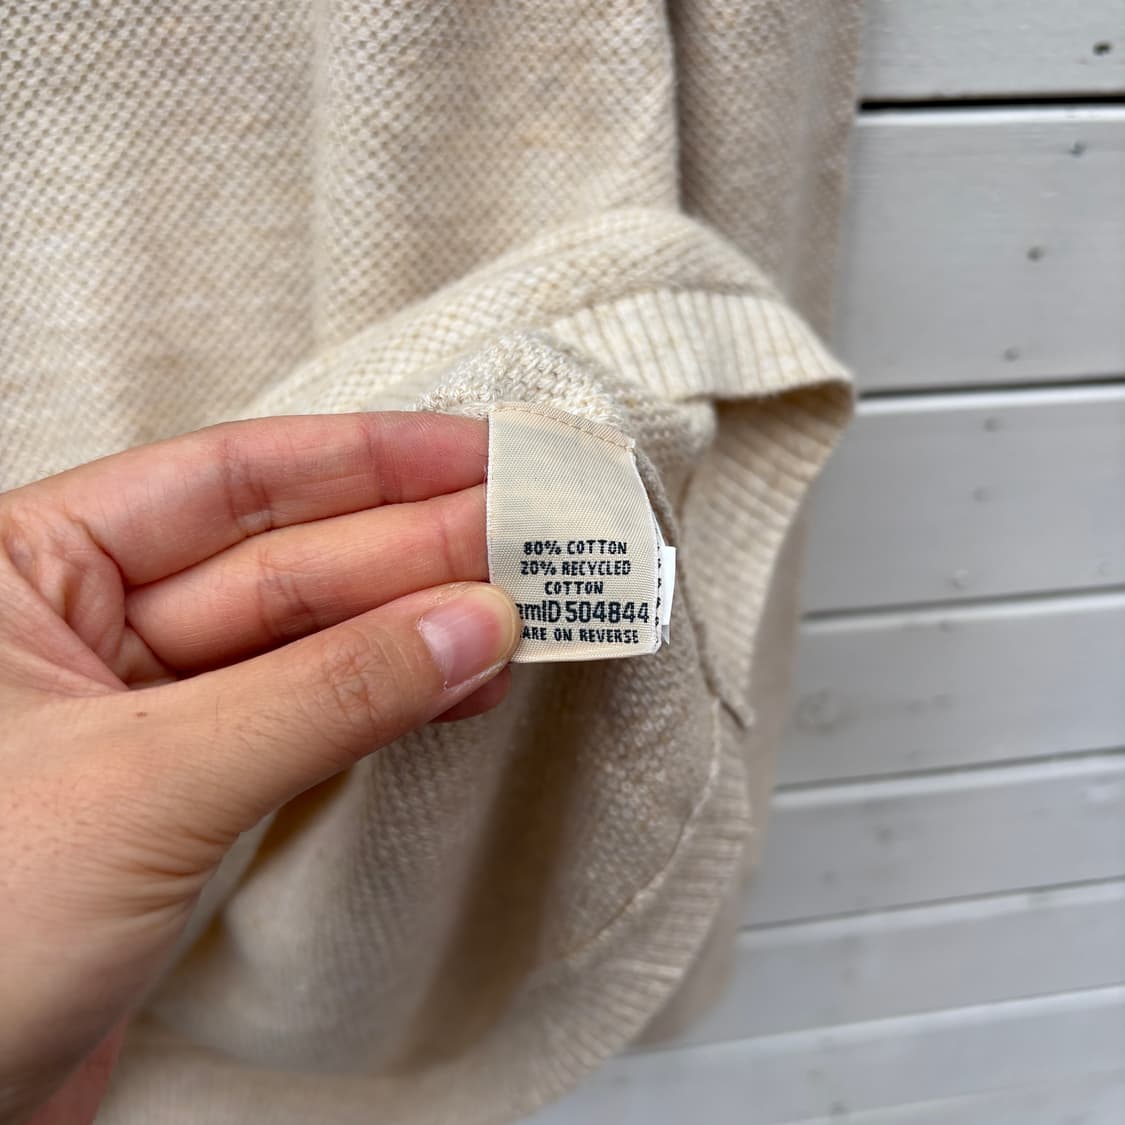 80% COTTON
20% RECYCLED
COTTON
mID 504844
ARE ON REVERSE